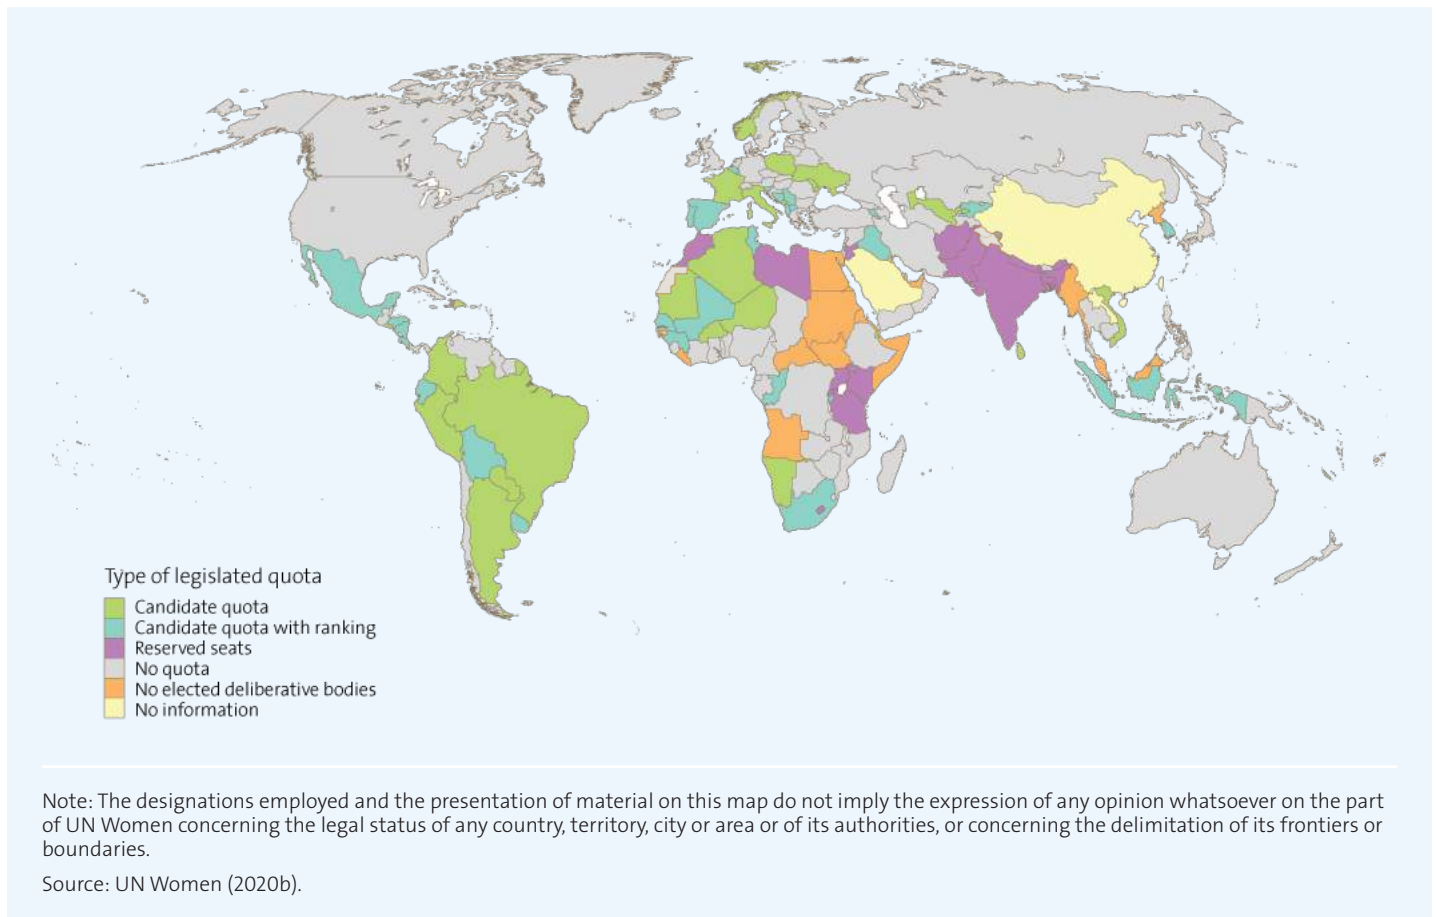 Type of legislated quota
Candidate quota
Candidate quota with ranking
Reserved seats
No quota
No elected deliberative bodies
No information
Note: The designations employed and the presentation of material on this map do not imply the expression of any opinion whatsoever on the part
of UN Women concerning the legal status of any country, territory, city or area or of its authorities, or concerning the delimitation of its frontiers or
boundaries.
Source: UN Women (2020b).